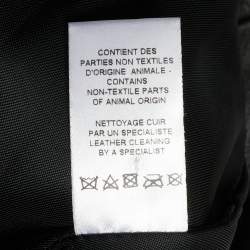 CONTIENT DES
PARTIES NON TEXTILES
D'ORIGINE ANIMALE -
CONTAINS
NON-TEXTILE PARTS
OF ANIMAL ORIGIN
NETTOYAGE CUIR
PAR UN SPECIALISTE
LEATHER CLEANING
BY A SPECIALIST